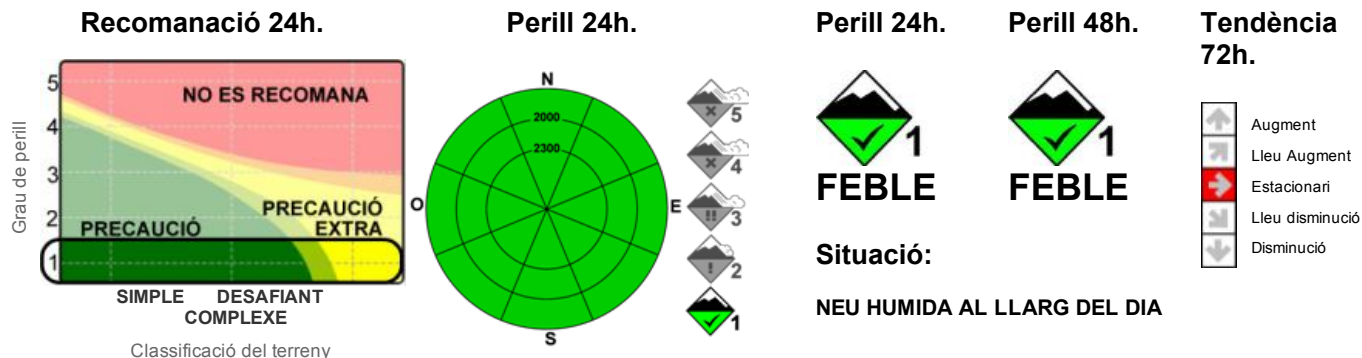 Recomanació 24h.
Perill 24h.
Perill 24h.
Perill 48h.
Tendència
72h.
Grau de perill
5
4
3
2
1
NO ES RECOMANA
PRECAUCIÓ
PRECAUCIÓ
EXTRA
SIMPLE DESAFIANT
COMPLEXE
Classificació del terreny
N
2000
2300
O
E
S
5
4
3
2
1
1
FEBLE
1
FEBLE
Situació:
NEU HUMIDA AL LLARG DEL DIA
Augment
Lleu Augment
Estacionari
Lleu disminució
Disminució